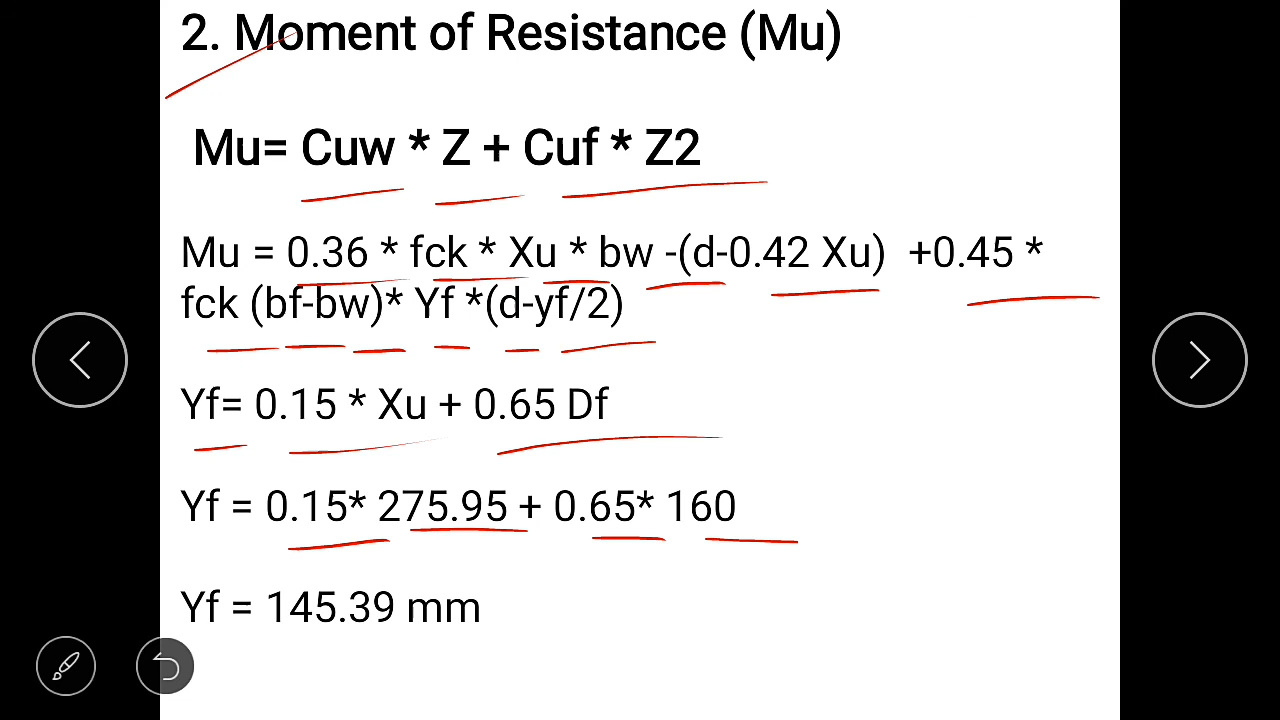 2. Moment of Resistance (Mu)
Mu= Cuw * Z + Cuf * Z2
Mu = 0.36 * fck * Xu * bw -(d-0.42 Xu)  +0.45 *
fck (bf-bw)* Yf *(d-yf/2)
Yf= 0.15 * Xu + 0.65 Df
Yf = 0.15* 275.95 + 0.65* 160
Yf = 145.39 mm